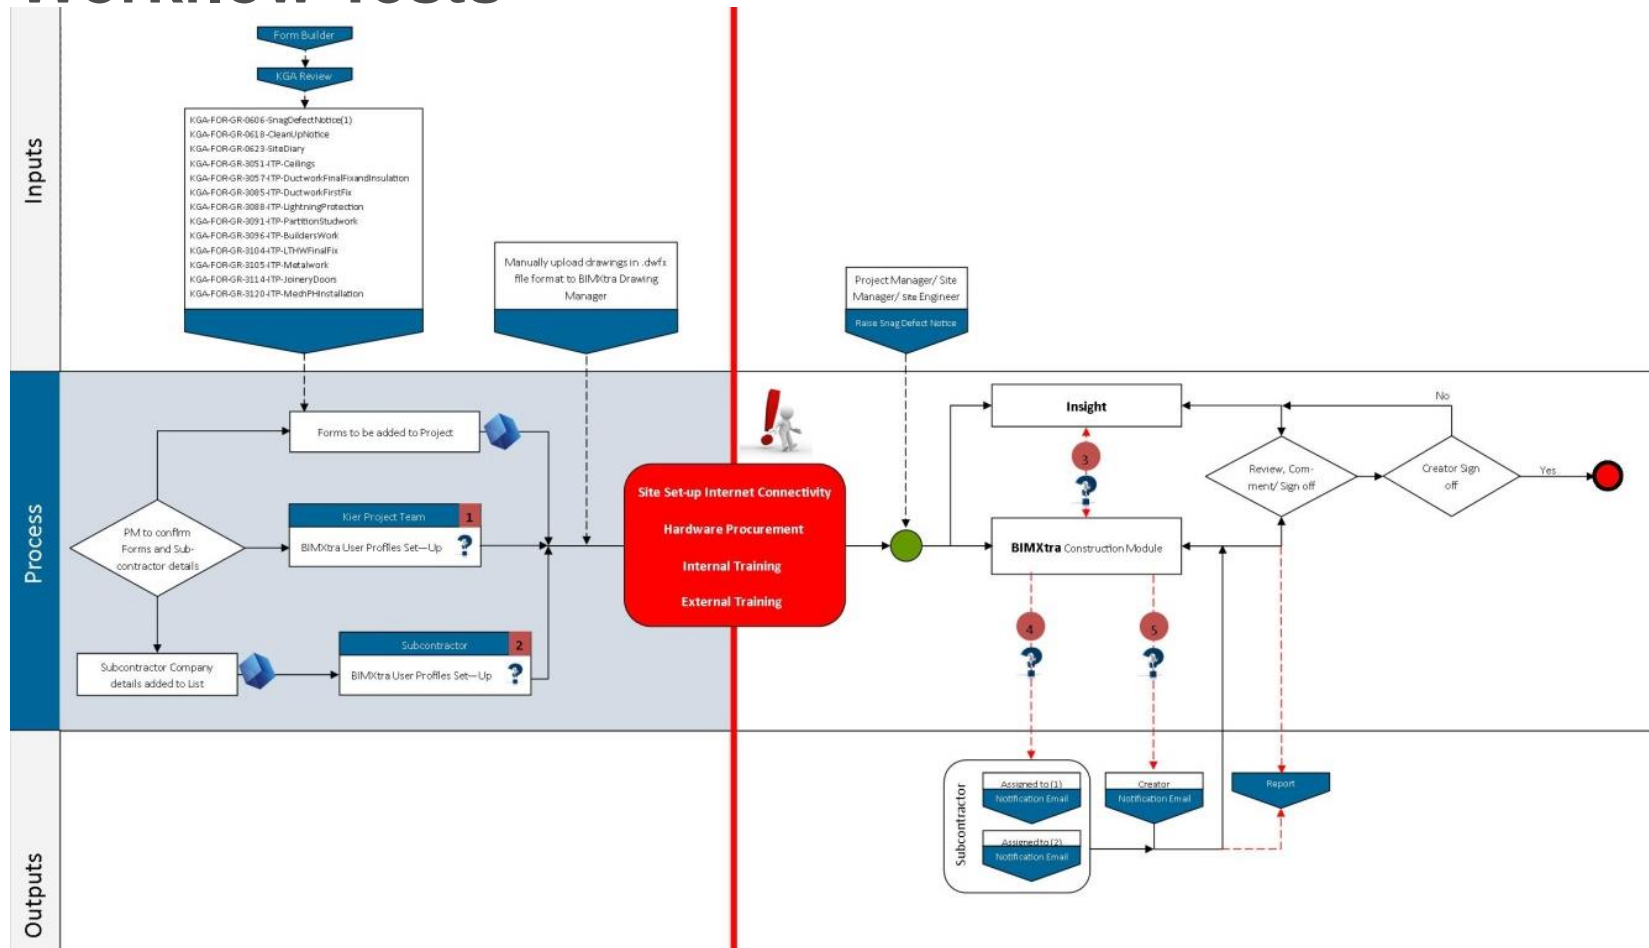 Workflow Tests
Inputs
Form Builder
KGA Review
KGA-FOR-GR-0606-SnagDefectNotice(1)
KGA-FOR-GR-0618-CleanUpNotice
KGA-FOR-GR-0623-SiteDiary
KGA-FOR-GR-3051-ITP-Ceilings
KGA-FOR-GR-3057-ITP-DuctworkFinalFixandInsulation
KGA-FOR-GR-3085-ITP-DuctworkFirstFix
KGA-FOR-GR-3088-ITP-LightningProtection
KGA-FOR-GR-3091-ITP-PartitionStudwork
KGA-FOR-GR-3096-ITP-BuildersWork
KGA-FOR-GR-3104-ITP-LTHWFinalFix
KGA-FOR-GR-3105-ITP-Metalwork
KGA-FOR-GR-3114-ITP-JoineryDoors
KGA-FOR-GR-3120-ITP-MechPHInstallation
Manually upload drawings in .dwfx
file format to BIMXtra Drawing
Manager
Project Manager/ Site
Manager/ Site Engineer
Raise Snag Defect Notice
Process
Forms to be added to Project
PM to confirm
Forms and Sub-
contractor details
Kier Project Team
1
BIMXtra User Profiles Set—Up
?
Subcontractor Company
details added to List
Subcontractor
2
BIMXtra User Profiles Set—Up
?
Site Set-up Internet Connectivity
Hardware Procurement
Internal Training
External Training
Insight
3
?
BIMXtra Construction Module
4
?
5
?
Review, Com-
ment/ Sign off
No
Creator Sign
off
Yes
Outputs
Subcontractor
Assigned to (1)
Notification Email
Assigned to (2)
Notification Email
Creator
Notification Email
Report